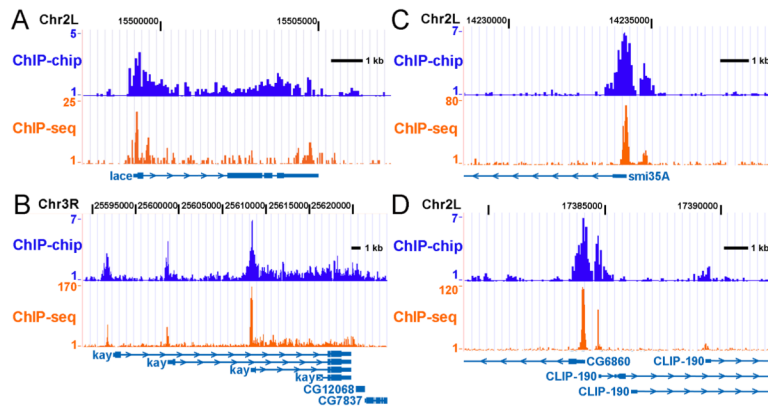 A Chr2L 15500000 15505000
5
ChIP-chip
1 kb
1
25
ChIP-seq
1
lace
B Chr3R 25595000 25600000 25605000 25610000 25615000 25620000
7
1 kb
ChIP-chip
1
170
ChIP-seq
1
kay
kay
kay
kay
CG12068
CG7837
C Chr2L 14230000 14235000
7
1 kb
ChIP-chip
1
80
ChIP-seq
1
smi35A
D Chr2L 17385000 17390000
7
ChIP-chip
1 kb
1
120
ChIP-seq
1
CG6860 CLIP-190
CLIP-190
CLIP-190